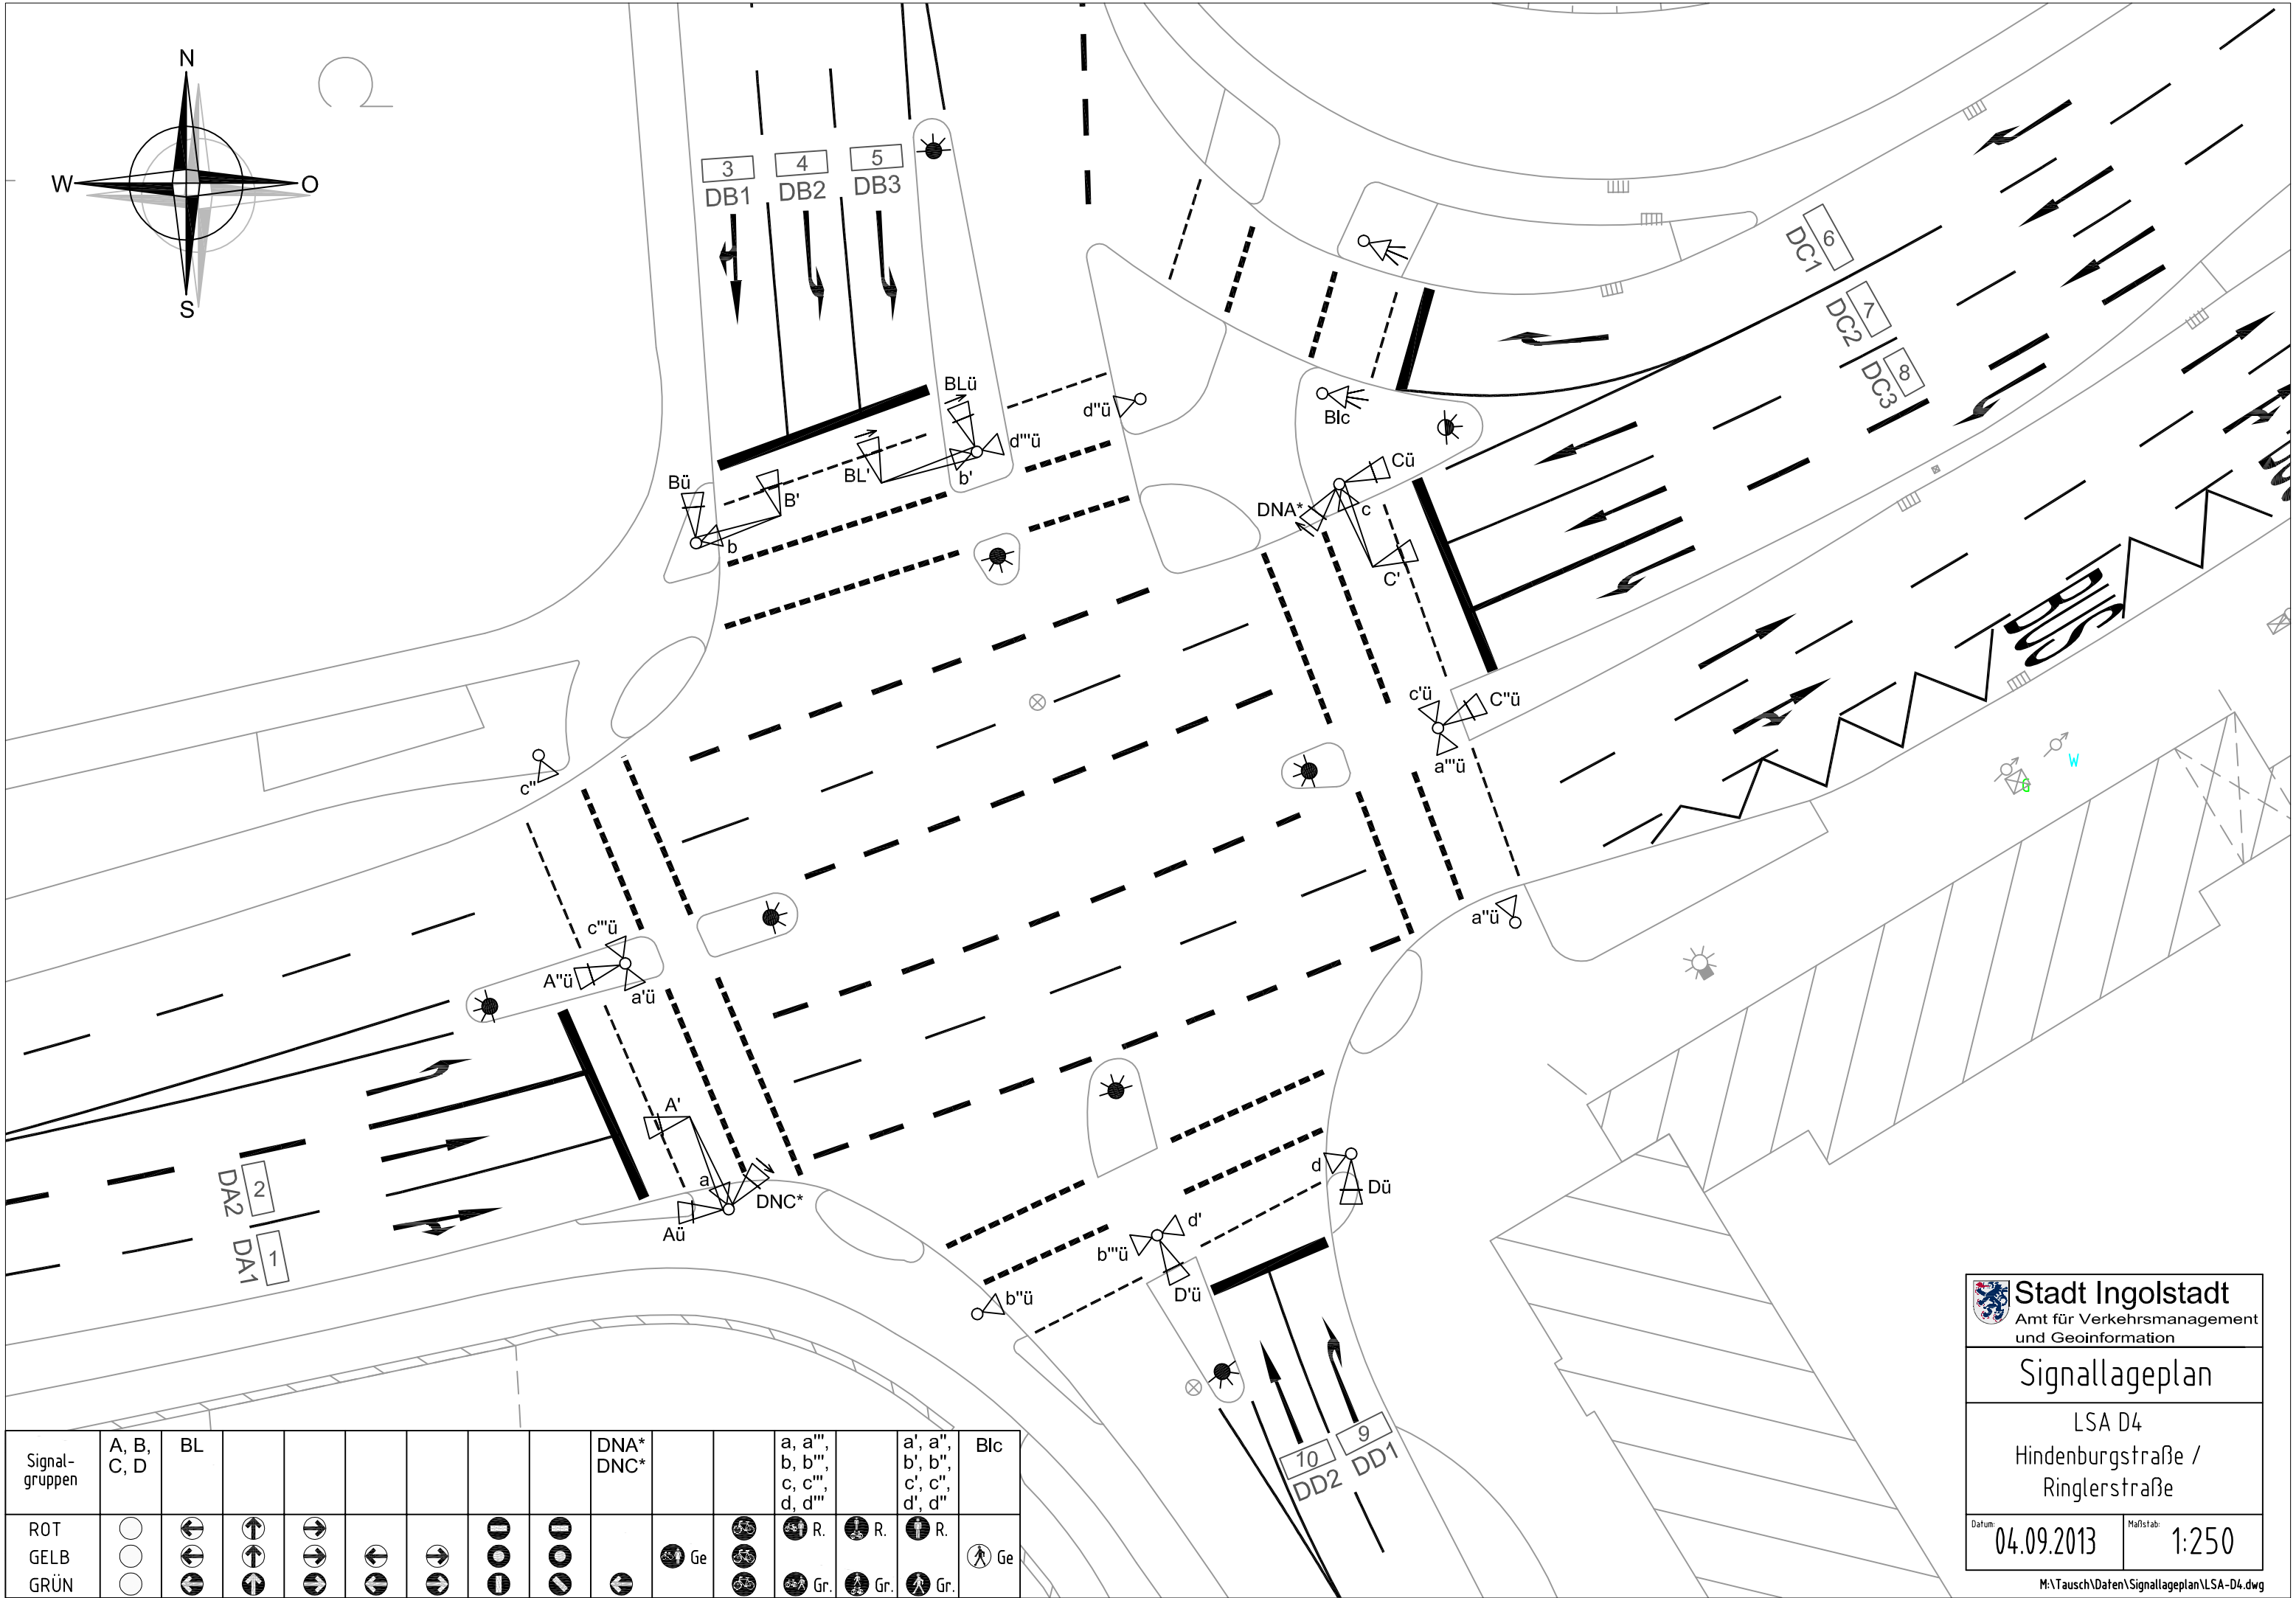 N
W
O
S
3
4
5
DB1
DB2
DB3
6
DC1
7
DC2
8
DC3
BLü
d''ü
d'''ü
BL'
b'
Blc
Bü
B'
b
Cü
DNA*
c
C'
BUS
BUS
c'ü
C''ü
a'''ü
c''
W
G
a''ü
c'''ü
A''ü
a'ü
A'
a
DNC*
Aü
2
DA2
1
DA1
d
Dü
d'
b'''ü
D'ü
b''ü
9
10
DD1
DD2
Signal-
gruppen
A, B,
C, D
BL
DNA*
DNC*
a, a''',
b, b''',
c, c''',
d, d'''
a', a'',
b', b'',
c', c'',
d', d''
Blc
ROT
R.
R.
R.
GELB
Ge
Ge
GRÜN
Gr.
Gr.
Gr.
Stadt Ingolstadt
Amt für Verkehrsmanagement
und Geoinformation
Signallageplan
LSA D4
Hindenburgstraße /
Ringlerstraße
Datum:
04.09.2013
Maßstab:
1:250
M:\Tausch\Daten\Signallageplan\LSA-D4.dwg